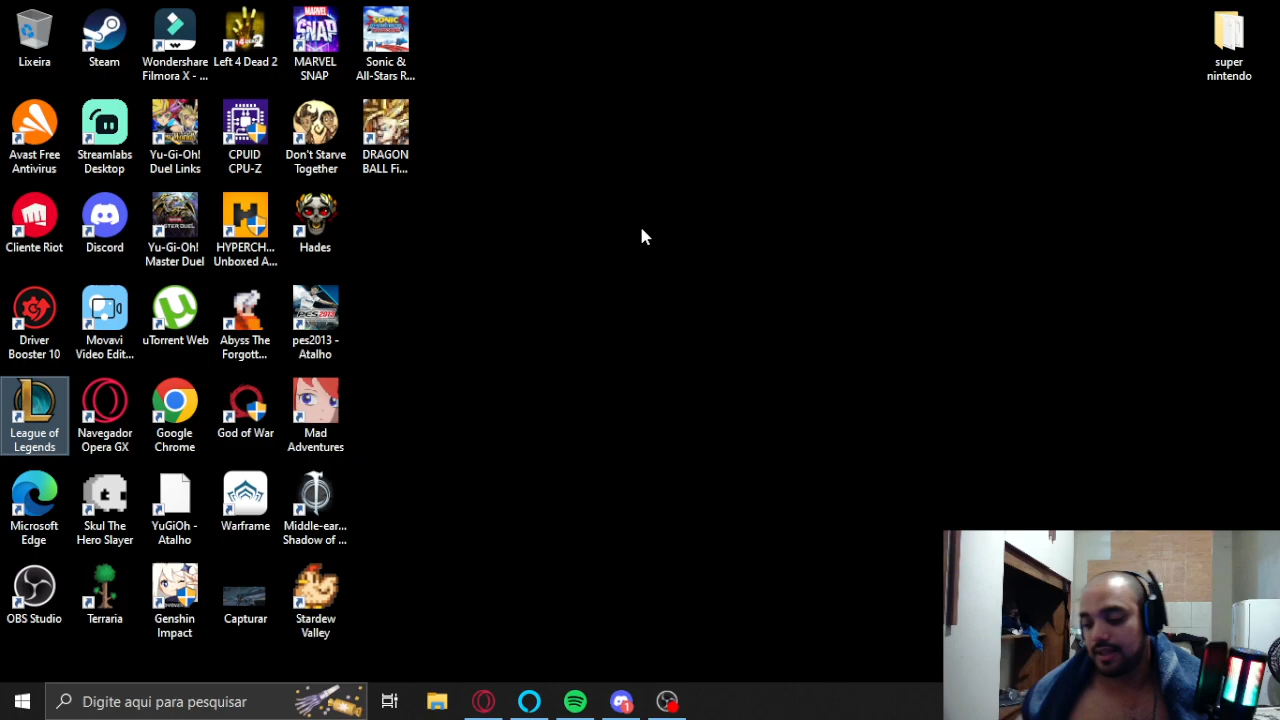 Lixeira
Steam
Wondershare
Filmora X - ...
Left 4 Dead 2
MARVEL
SNAP
Sonic &
All-Stars R...
super
nintendo
Avast Free
Antivirus
Streamlabs
Desktop
Yu-Gi-Oh!
Duel Links
CPUID
CPU-Z
Don't Starve
Together
DRAGON
BALL Fi...
Cliente Riot
Discord
Yu-Gi-Oh!
Master Duel
HYPERCH...
Unboxed A...
Hades
Driver
Booster 10
Movavi
Video Edit...
uTorrent Web
Abyss The
Forgott...
pes2013 -
Atalho
League of
Legends
Navegador
Opera GX
Google
Chrome
God of War
Mad
Adventures
Microsoft
Edge
Skul The
Hero Slayer
YuGiOh -
Atalho
Warframe
Middle-ear...
Shadow of ...
OBS Studio
Terraria
Genshin
Impact
Capturar
Stardew
Valley
Digite aqui para pesquisar